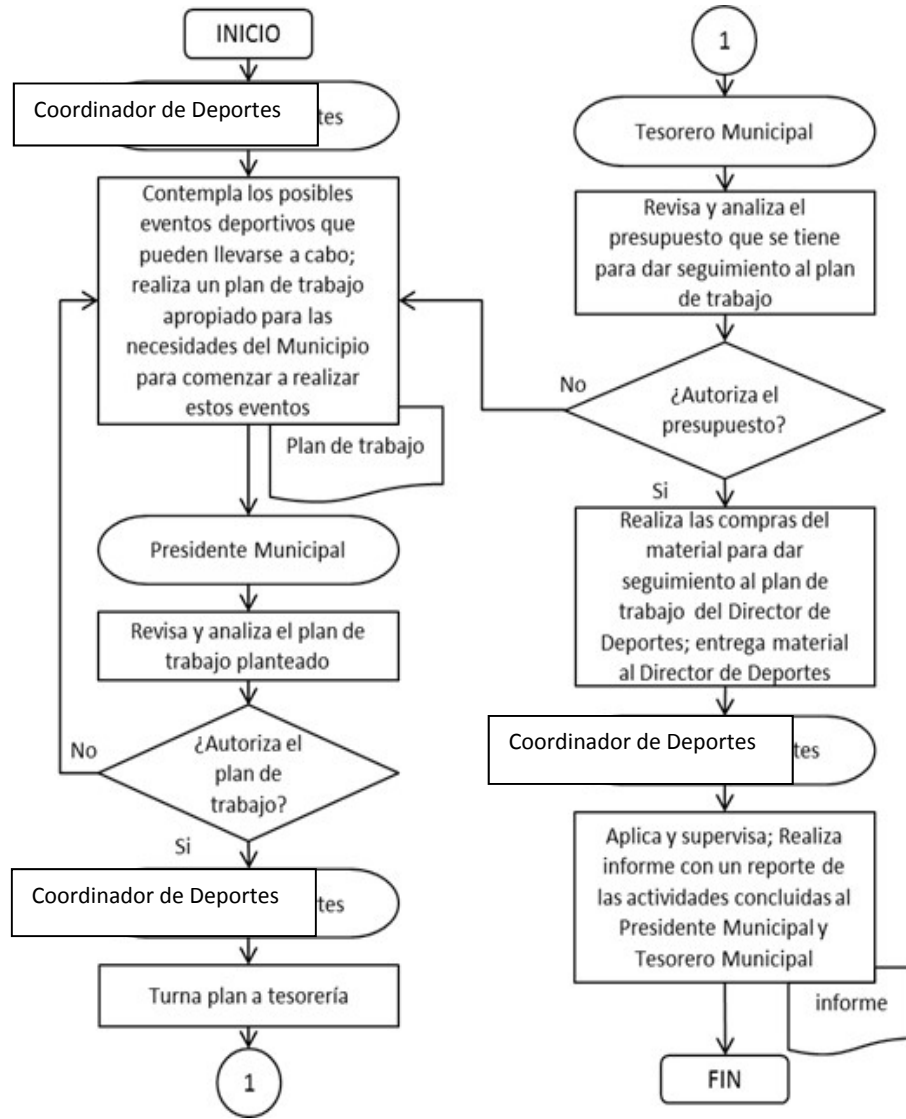 INICIO
Coordinador de Deportes
tes
Contempla los posibles
eventos deportivos que
pueden llevarse a cabo;
realiza un plan de trabajo
apropiado para las
necesidades del Municipio
para comenzar a realizar
estos eventos
Plan de trabajo
Presidente Municipal
Revisa y analiza el plan de
trabajo planteado
No
¿Autoriza el
plan de
trabajo?
Si
Coordinador de Deportes
rtes
Turna plan a tesorería
1
1
Tesorero Municipal
Revisa y analiza el
presupuesto que se tiene
para dar seguimiento al plan
de trabajo
No
¿Autoriza el
presupuesto?
Si
Realiza las compras del
material para dar
seguimiento al plan de
trabajo del Director de
Deportes; entrega material
al Director de Deportes
Coordinador de Deportes
tes
Aplica y supervisa; Realiza
informe con un reporte de
las actividades concluidas al
Presidente Municipal y
Tesorero Municipal
informe
FIN